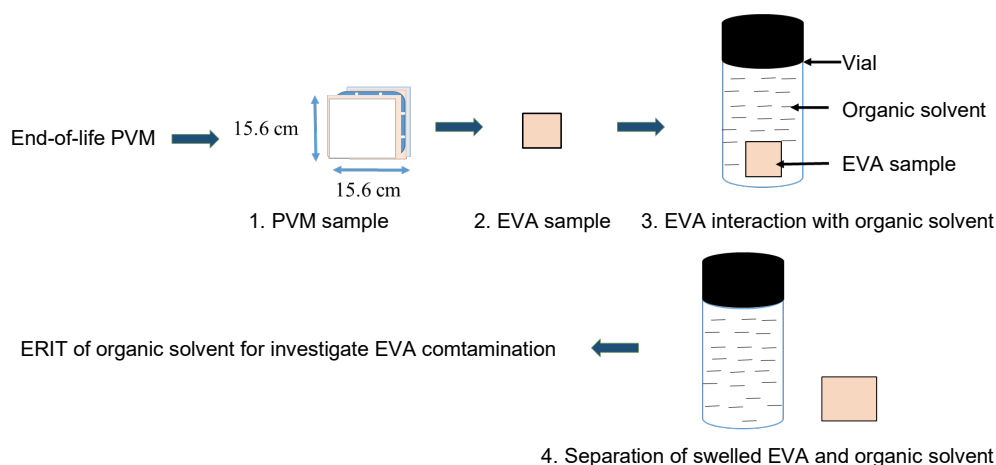 End-of-life PVM
15.6 cm
15.6 cm
1. PVM sample
2. EVA sample
Vial
Organic solvent
EVA sample
3. EVA interaction with organic solvent
ERIT of organic solvent for investigate EVA comtamination
4. Separation of swelled EVA and organic solvent